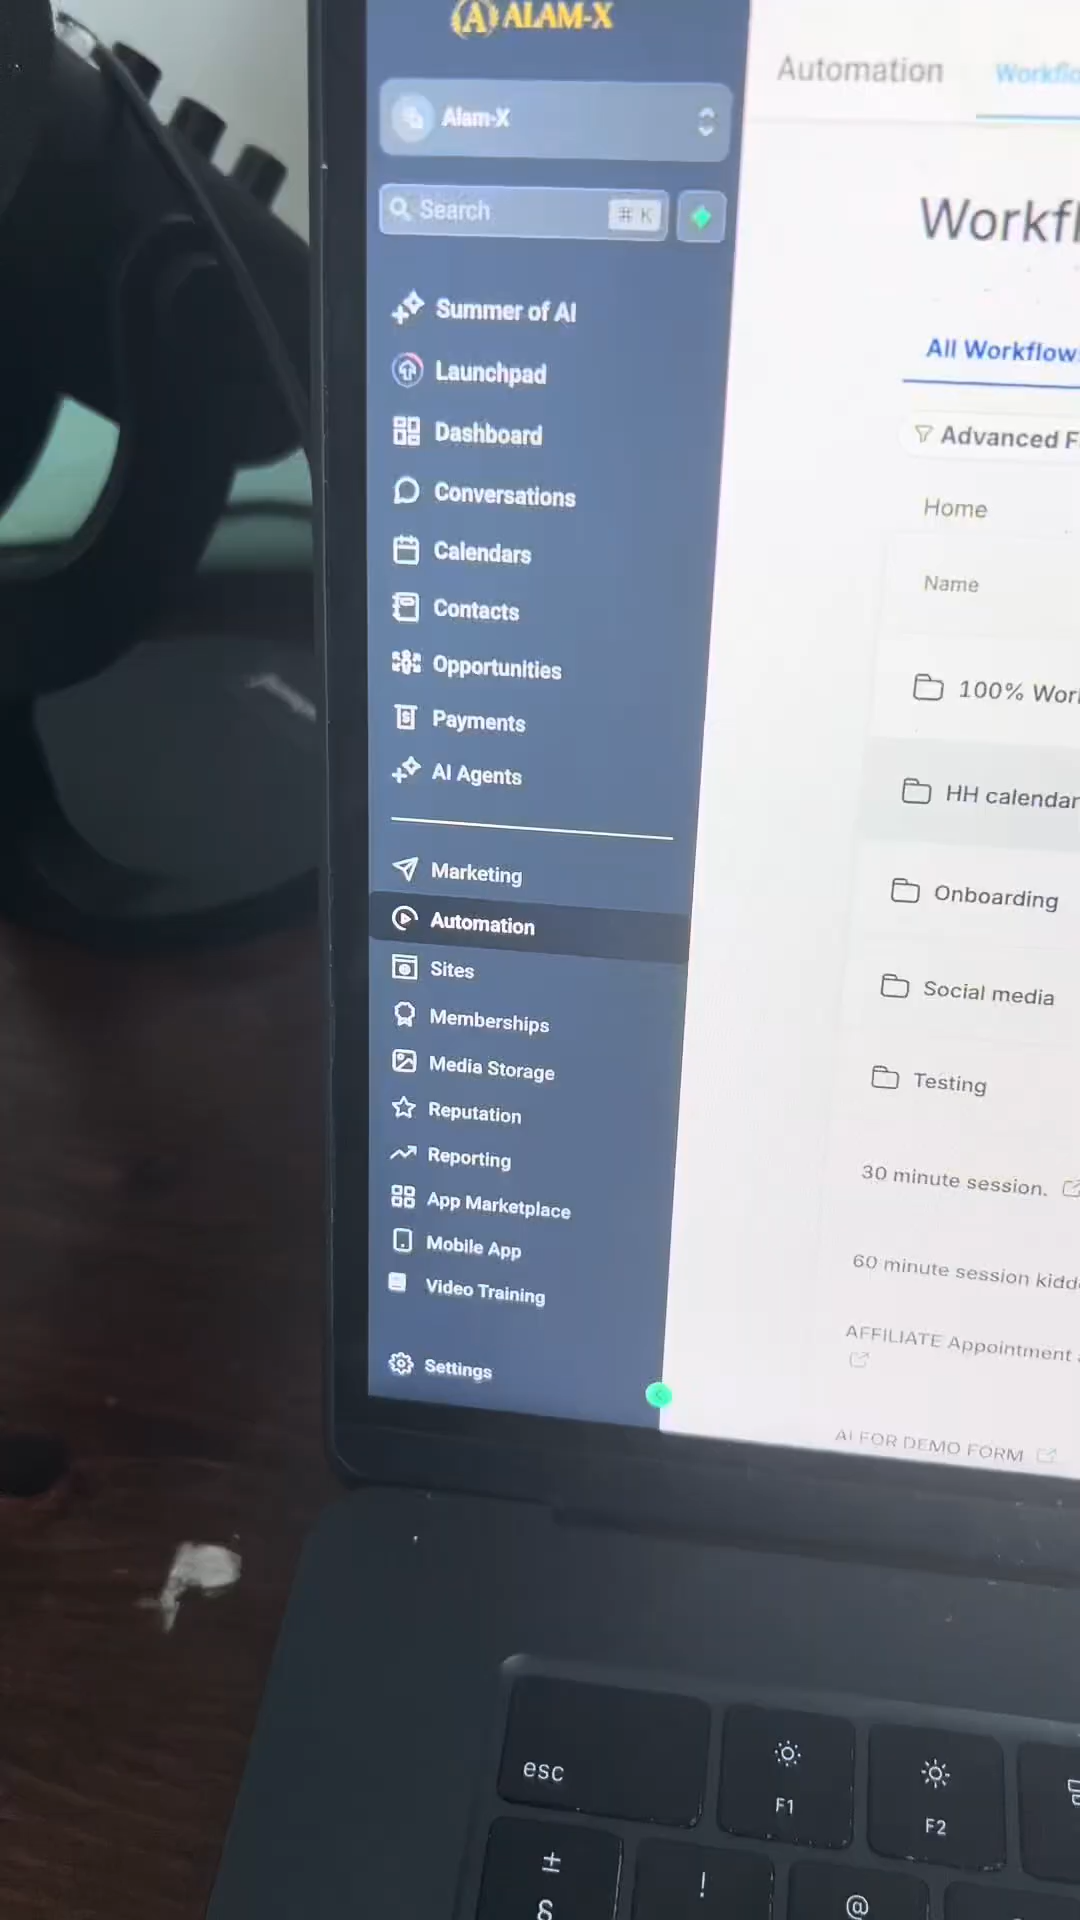 ALAM-X
Alam-X
Search ⌘ K
Summer of AI
Launchpad
Dashboard
Conversations
Calendars
Contacts
Opportunities
Payments
AI Agents
Marketing
Automation
Sites
Memberships
Media Storage
Reputation
Reporting
App Marketplace
Mobile App
Video Training
Settings
Automation
Workflo
Workfl
All Workflows
Advanced F
Home
Name
100% Wor
HH calendar
Onboarding
Social media
Testing
30 minute session.
60 minute session kidd
AFFILIATE Appointment
AI FOR DEMO FORM
esc
F1
F2
±
§
!
@